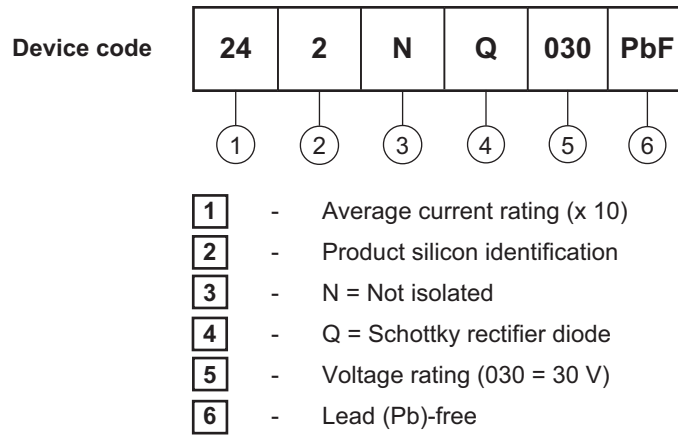 Device code 24 2 N Q 030 PbF
1 2 3 4 5 6
1 - Average current rating (x 10)
2 - Product silicon identification
3 - N = Not isolated
4 - Q = Schottky rectifier diode
5 - Voltage rating (030 = 30 V)
6 - Lead (Pb)-free